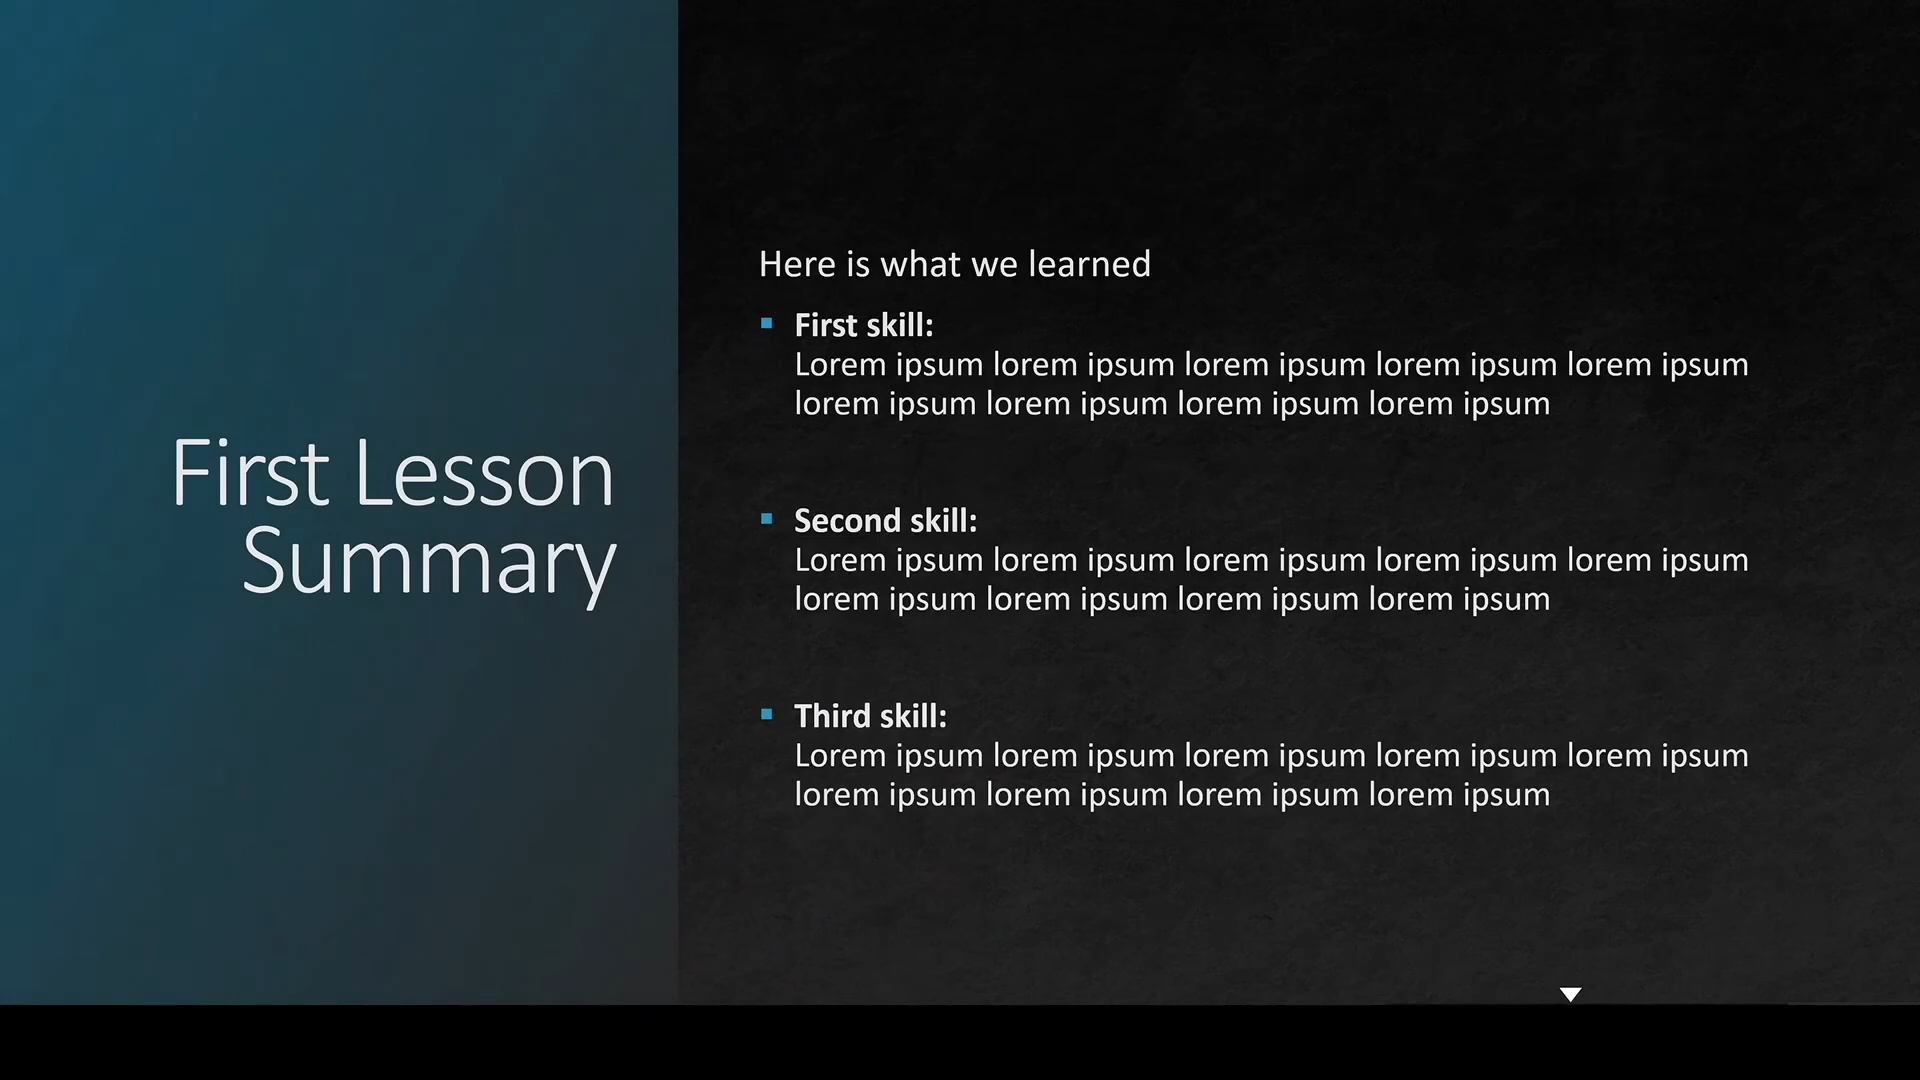 First Lesson
Summary
Here is what we learned
First skill:
Lorem ipsum lorem ipsum lorem ipsum lorem ipsum lorem ipsum
lorem ipsum lorem ipsum lorem ipsum lorem ipsum
Second skill:
Lorem ipsum lorem ipsum lorem ipsum lorem ipsum lorem ipsum
lorem ipsum lorem ipsum lorem ipsum lorem ipsum
Third skill:
Lorem ipsum lorem ipsum lorem ipsum lorem ipsum lorem ipsum
lorem ipsum lorem ipsum lorem ipsum lorem ipsum